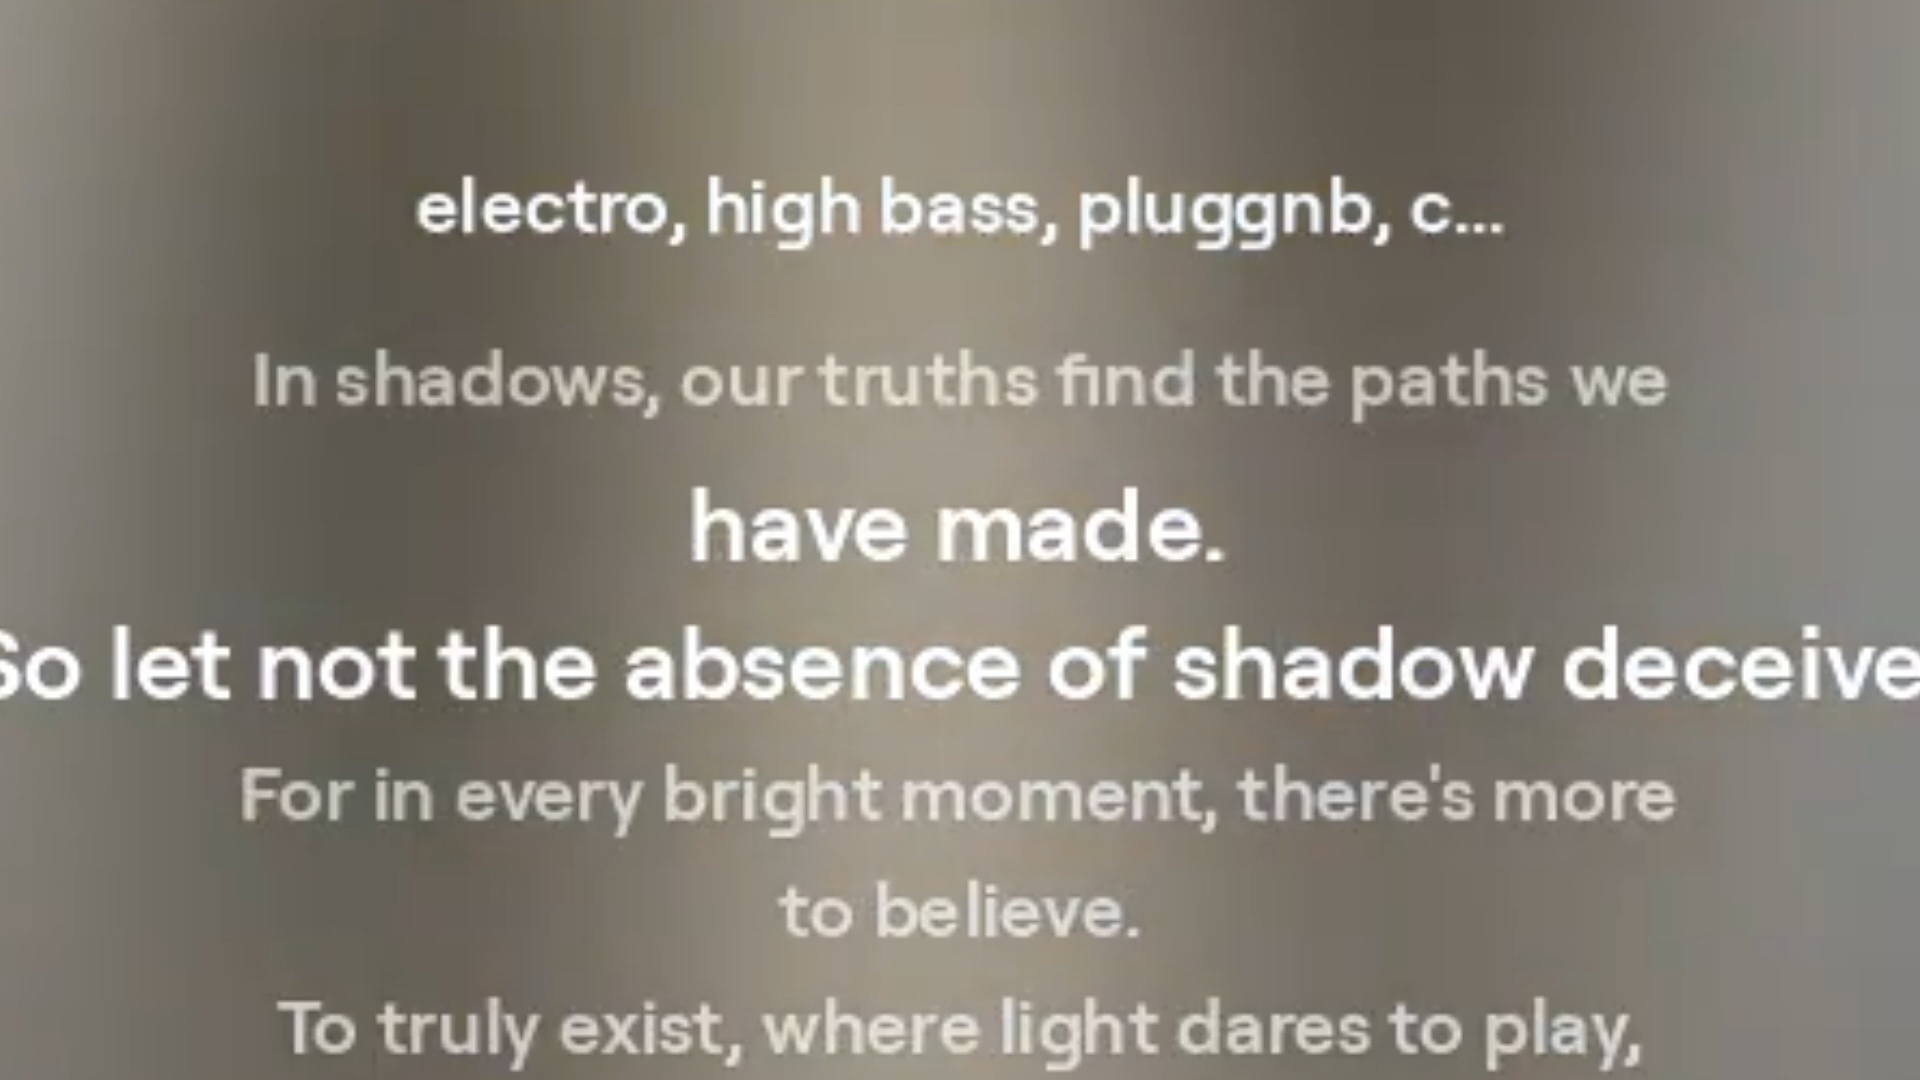 electro, high bass, pluggnb, c...
In shadows, our truths find the paths we
have made.
So let not the absence of shadow deceive
For in every bright moment, there's more
to believe.
To truly exist, where light dares to play,